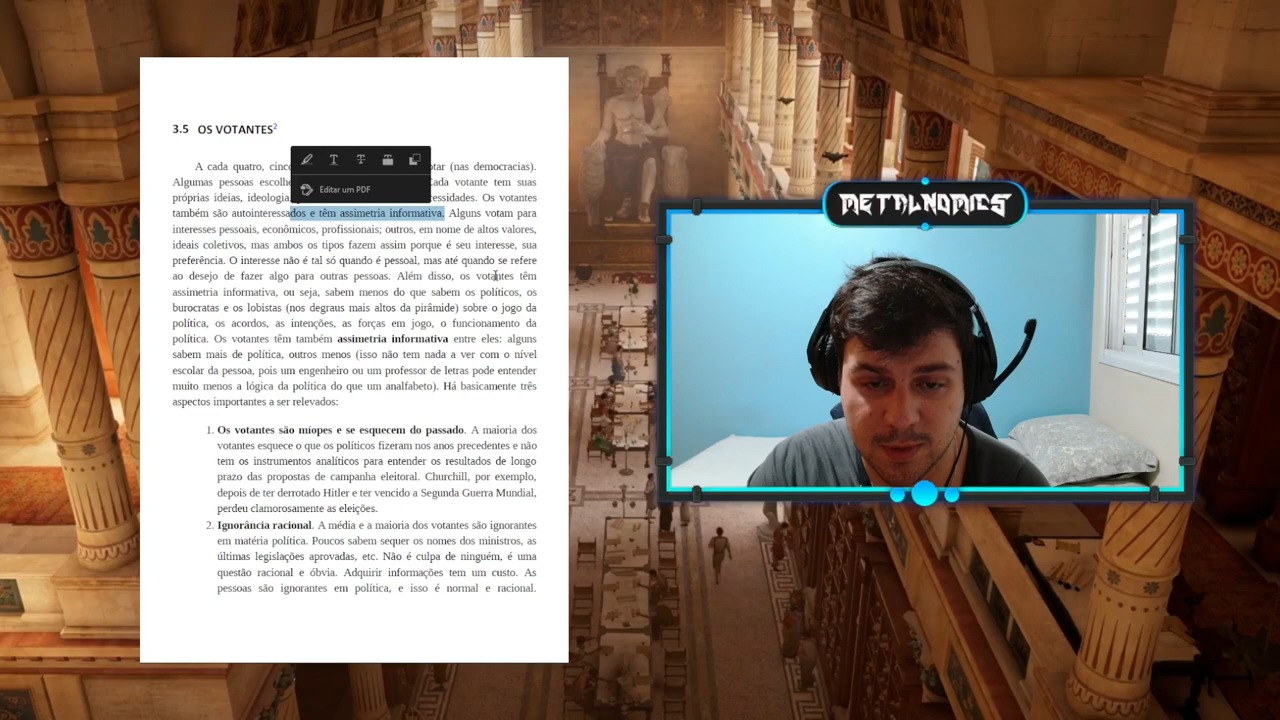 3.5 OS VOTANTES2
A cada quatro, cinco tar (nas democracias).
Algumas pessoas escolhe ada votante tem suas
próprias ideias, ideologia cessidades. Os votantes
também são autointeressados e têm assimetria informativa. Alguns votam para
interesses pessoais, econômicos, profissionais; outros, em nome de altos valores,
ideais coletivos, mas ambos os tipos fazem assim porque é seu interesse, sua
preferência. O interesse não é tal só quando é pessoal, mas até quando se refere
ao desejo de fazer algo para outras pessoas. Além disso, os votantes têm
assimetria informativa, ou seja, sabem menos do que sabem os políticos, os
burocratas e os lobistas (nos degraus mais altos da pirâmide) sobre o jogo da
política, os acordos, as intenções, as forças em jogo, o funcionamento da
política. Os votantes têm também assimetria informativa entre eles: alguns
sabem mais de política, outros menos (isso não tem nada a ver com o nível
escolar da pessoa, pois um engenheiro ou um professor de letras pode entender
muito menos a lógica da política do que um analfabeto). Há basicamente três
aspectos importantes a ser relevados:
1. Os votantes são míopes e se esquecem do passado. A maioria dos
votantes esquece o que os políticos fizeram nos anos precedentes e não
tem os instrumentos analíticos para entender os resultados de longo
prazo das propostas de campanha eleitoral. Churchill, por exemplo,
depois de ter derrotado Hitler e ter vencido a Segunda Guerra Mundial,
perdeu clamorosamente as eleições.
2. Ignorância racional. A média e a maioria dos votantes são ignorantes
em matéria política. Poucos sabem sequer os nomes dos ministros, as
últimas legislações aprovadas, etc. Não é culpa de ninguém, é uma
questão racional e óbvia. Adquirir informações tem um custo. As
pessoas são ignorantes em política, e isso é normal e racional.
Editar um PDF
METALNOMICS